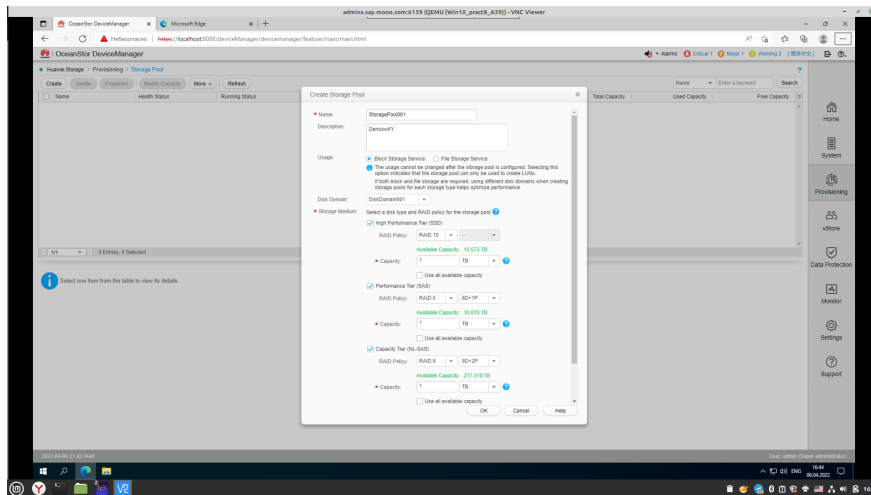 admins.say.mooo.com:6139 (QEMU (Win10_pract8_A39)) - VNC Viewer
OceanStor DeviceManager
Microsoft Edge
Небезопасно | https://localhost:8088/deviceManager/devicemanager/feature/main/main.html
OceanStor DeviceManager
Alarms: Critical 1 Major 1 Warning 2
Huawei.Storage > Provisioning > Storage Pool
Create Delete Properties Modify Capacity More Refresh
Name Enter a keyword Search
Name Health Status Running Status Total Capacity Used Capacity Free Capacity
1/1 0 Entries, 0 Selected
Select one item from the table to view its details.
Create Storage Pool
* Name: StoragePool001
Description: DenisovKY
Usage: Block Storage Service File Storage Service
The usage cannot be changed after the storage pool is configured. Selecting this
option indicates that the storage pool can only be used to create LUNs.
If both block and file storage are required, using different disk domains when creating
storage pools for each storage type helps optimize performance.
Disk Domain: DiskDomain001
* Storage Medium: Select a disk type and RAID policy for the storage pool
High Performance Tier (SSD)
RAID Policy: RAID 10 --
Available Capacity: 15.573 TB
* Capacity: 1 TB
Use all available capacity
Performance Tier (SAS)
RAID Policy: RAID 5 8D+1P
Available Capacity: 35.078 TB
* Capacity: 1 TB
Use all available capacity
Capacity Tier (NL-SAS)
RAID Policy: RAID 6 8D+2P
Available Capacity: 217.316 TB
* Capacity: 1 TB
Use all available capacity
OK Cancel Help
Home
System
Provisioning
vStore
Data Protection
Monitor
Settings
Support
2022-04-06 21:45 Wed
User: admin (Super administrator)
ENG
16:44
06.04.2022
16